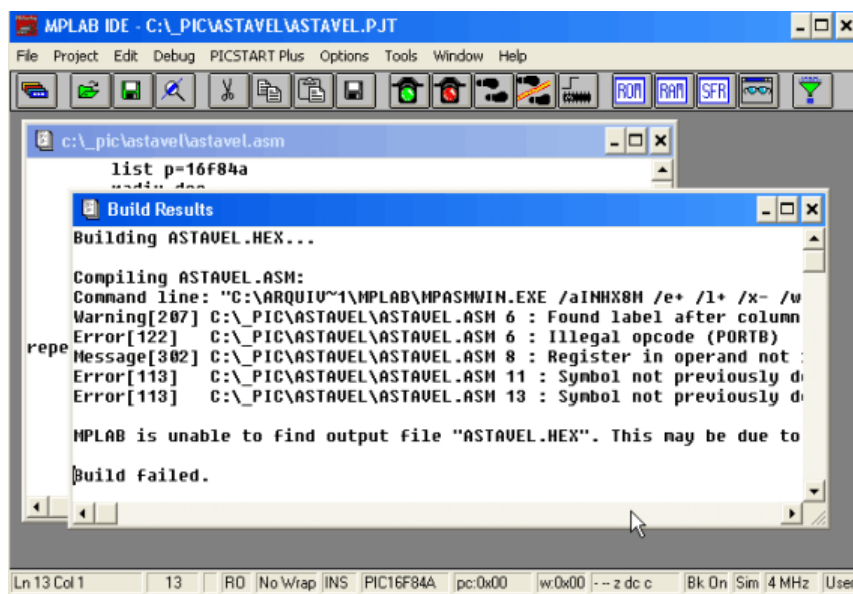 MPLAB IDE - C:\_PIC\ASTAVEL\ASTAVEL.PJT
File Project Edit Debug PICSTART Plus Options Tools Window Help
ROM RAM SFR
c:\_pic\astavel\astavel.asm
list p=16f84a
Build Results
Building ASTAVEL.HEX...
Compiling ASTAVEL.ASM:
Command line: "C:\ARQUIV~1\MPLAB\MPASMWIN.EXE /aINHX8M /e+ /l+ /x- /w
Warning[207] C:\_PIC\ASTAVEL\ASTAVEL.ASM 6 : Found label after column
Error[122] C:\_PIC\ASTAVEL\ASTAVEL.ASM 6 : Illegal opcode (PORTB)
repe
Message[302] C:\_PIC\ASTAVEL\ASTAVEL.ASM 8 : Register in operand not
Error[113] C:\_PIC\ASTAVEL\ASTAVEL.ASM 11 : Symbol not previously d
Error[113] C:\_PIC\ASTAVEL\ASTAVEL.ASM 13 : Symbol not previously d
MPLAB is unable to find output file "ASTAVEL.HEX". This may be due to
Build failed.
Ln 13 Col 1 13 RO No Wrap INS PIC16F84A pc:0x00 w:0x00 - -- z dc c Bk On Sim 4 MHz User